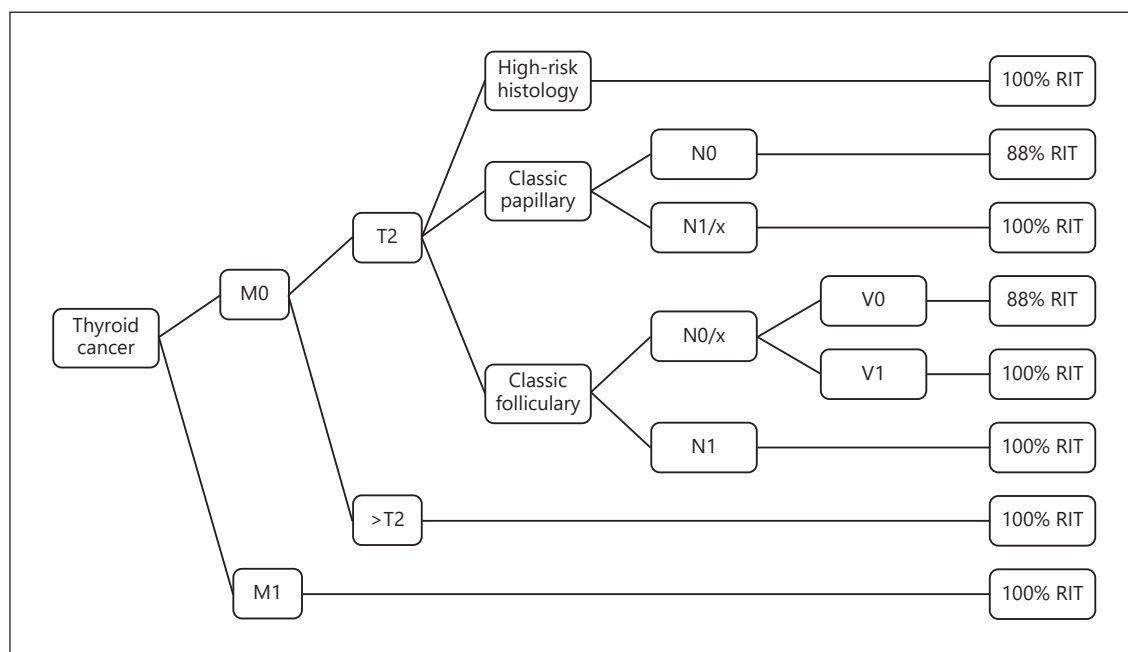 High-risk
histology
100% RIT
N0
88% RIT
Classic
papillary
N1/x
100% RIT
T2
M0
V0
88% RIT
Thyroid
cancer
N0/x
V1
100% RIT
Classic
follicullary
N1
100% RIT
>T2
100% RIT
M1
100% RIT